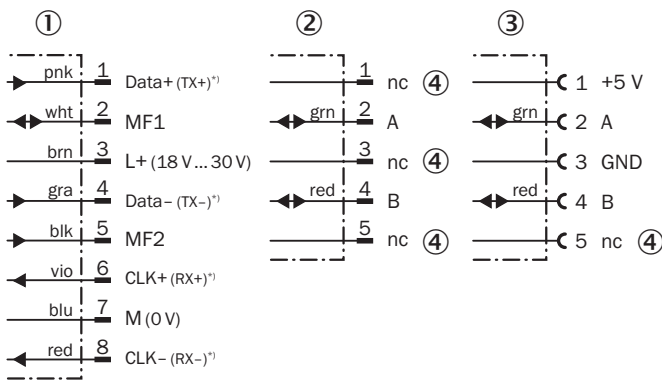 ① ② ③
pnk 1 Data+ (TX+)*)
wht 2 MF1
brn 3 L+ (18 V... 30 V)
gra 4 Data– (TX–)*)
blk 5 MF2
vio 6 CLK+ (RX+)*)
blu 7 M (0 V)
red 8 CLK– (RX–)*)
1 nc ④
grn 2 A
3 nc ④
red 4 B
5 nc ④
1 +5 V
grn 2 A
3 GND
red 4 B
5 nc ④